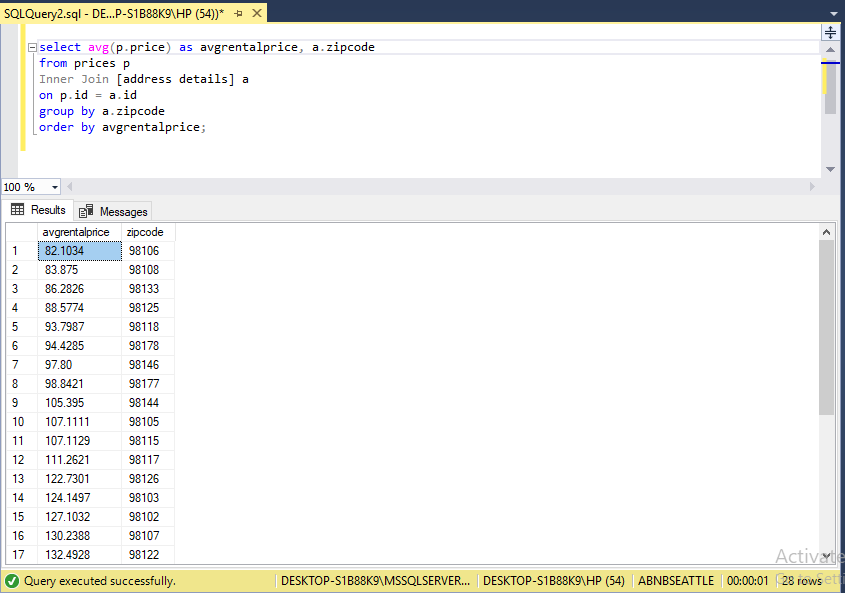 SQLQuery2.sql - DE...P-S1B88K9\HP (54))*
select avg(p.price) as avgrentalprice, a.zipcode
from prices p
Inner Join [address details] a
on p.id = a.id
group by a.zipcode
order by avgrentalprice;
100 %
Results Messages
avgrentalprice zipcode
1 82.1034 98106
2 83.875 98108
3 86.2826 98133
4 88.5774 98125
5 93.7987 98118
6 94.4285 98178
7 97.80 98146
8 98.8421 98177
9 105.395 98144
10 107.1111 98105
11 107.1129 98115
12 111.2621 98117
13 122.7301 98126
14 124.1497 98103
15 127.1032 98102
16 130.2388 98107
17 132.4928 98122
Activate
Go to Setti
Query executed successfully. DESKTOP-S1B88K9\MSSQLSERVER... DESKTOP-S1B88K9\HP (54) ABNBSEATTLE 00:00:01 28 rows